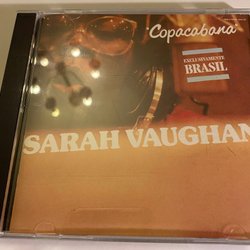 Copacabana
EXCLUSIVAMENTE
BRASIL
SARAH VAUGHAN